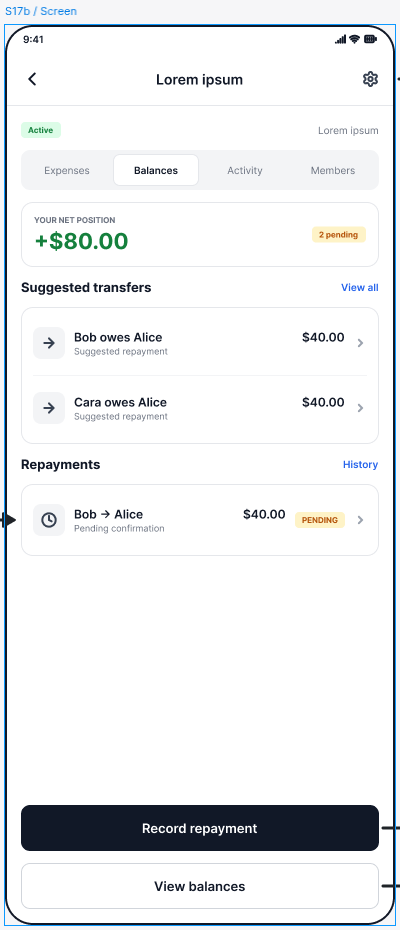 S17b / Screen
9:41
Lorem ipsum
Active
Lorem ipsum
Expenses Balances Activity Members
YOUR NET POSITION
+$80.00
2 pending
Suggested transfers View all
Bob owes Alice $40.00
Suggested repayment
Cara owes Alice $40.00
Suggested repayment
Repayments History
Bob → Alice $40.00 PENDING
Pending confirmation
Record repayment
View balances